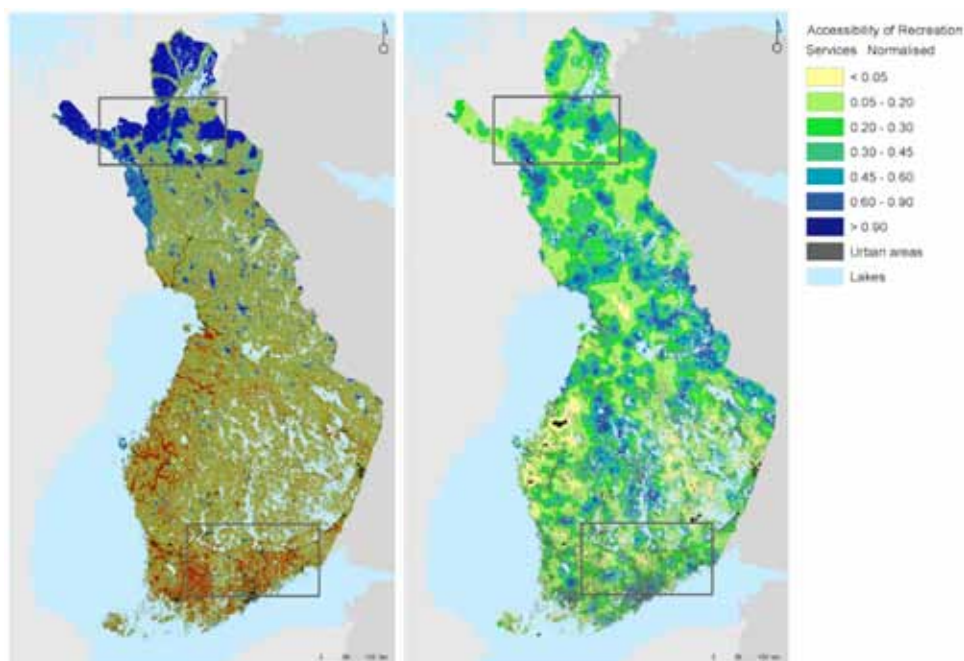 Accessibility of Recreation
Services Normalised
< 0.05
0.05 - 0.20
0.20 - 0.30
0.30 - 0.45
0.45 - 0.60
0.60 - 0.90
> 0.90
Urban areas
Lakes